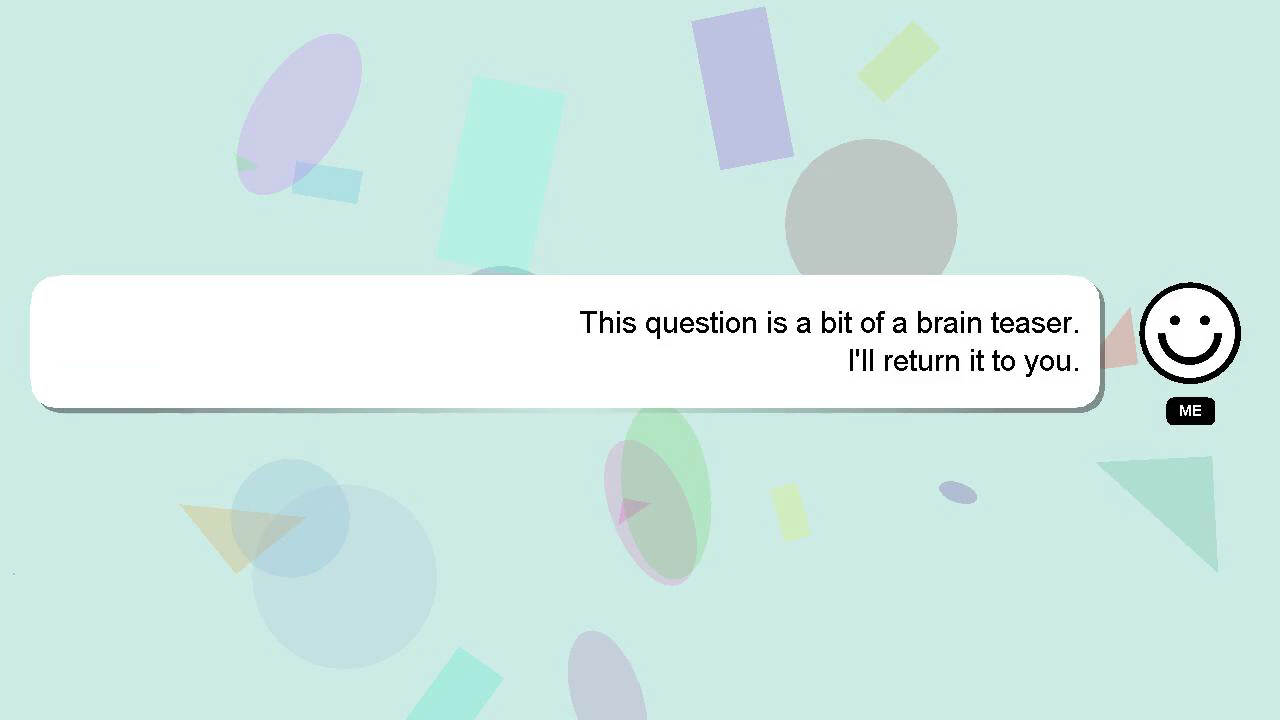 This question is a bit of a brain teaser.
I'll return it to you.
ME